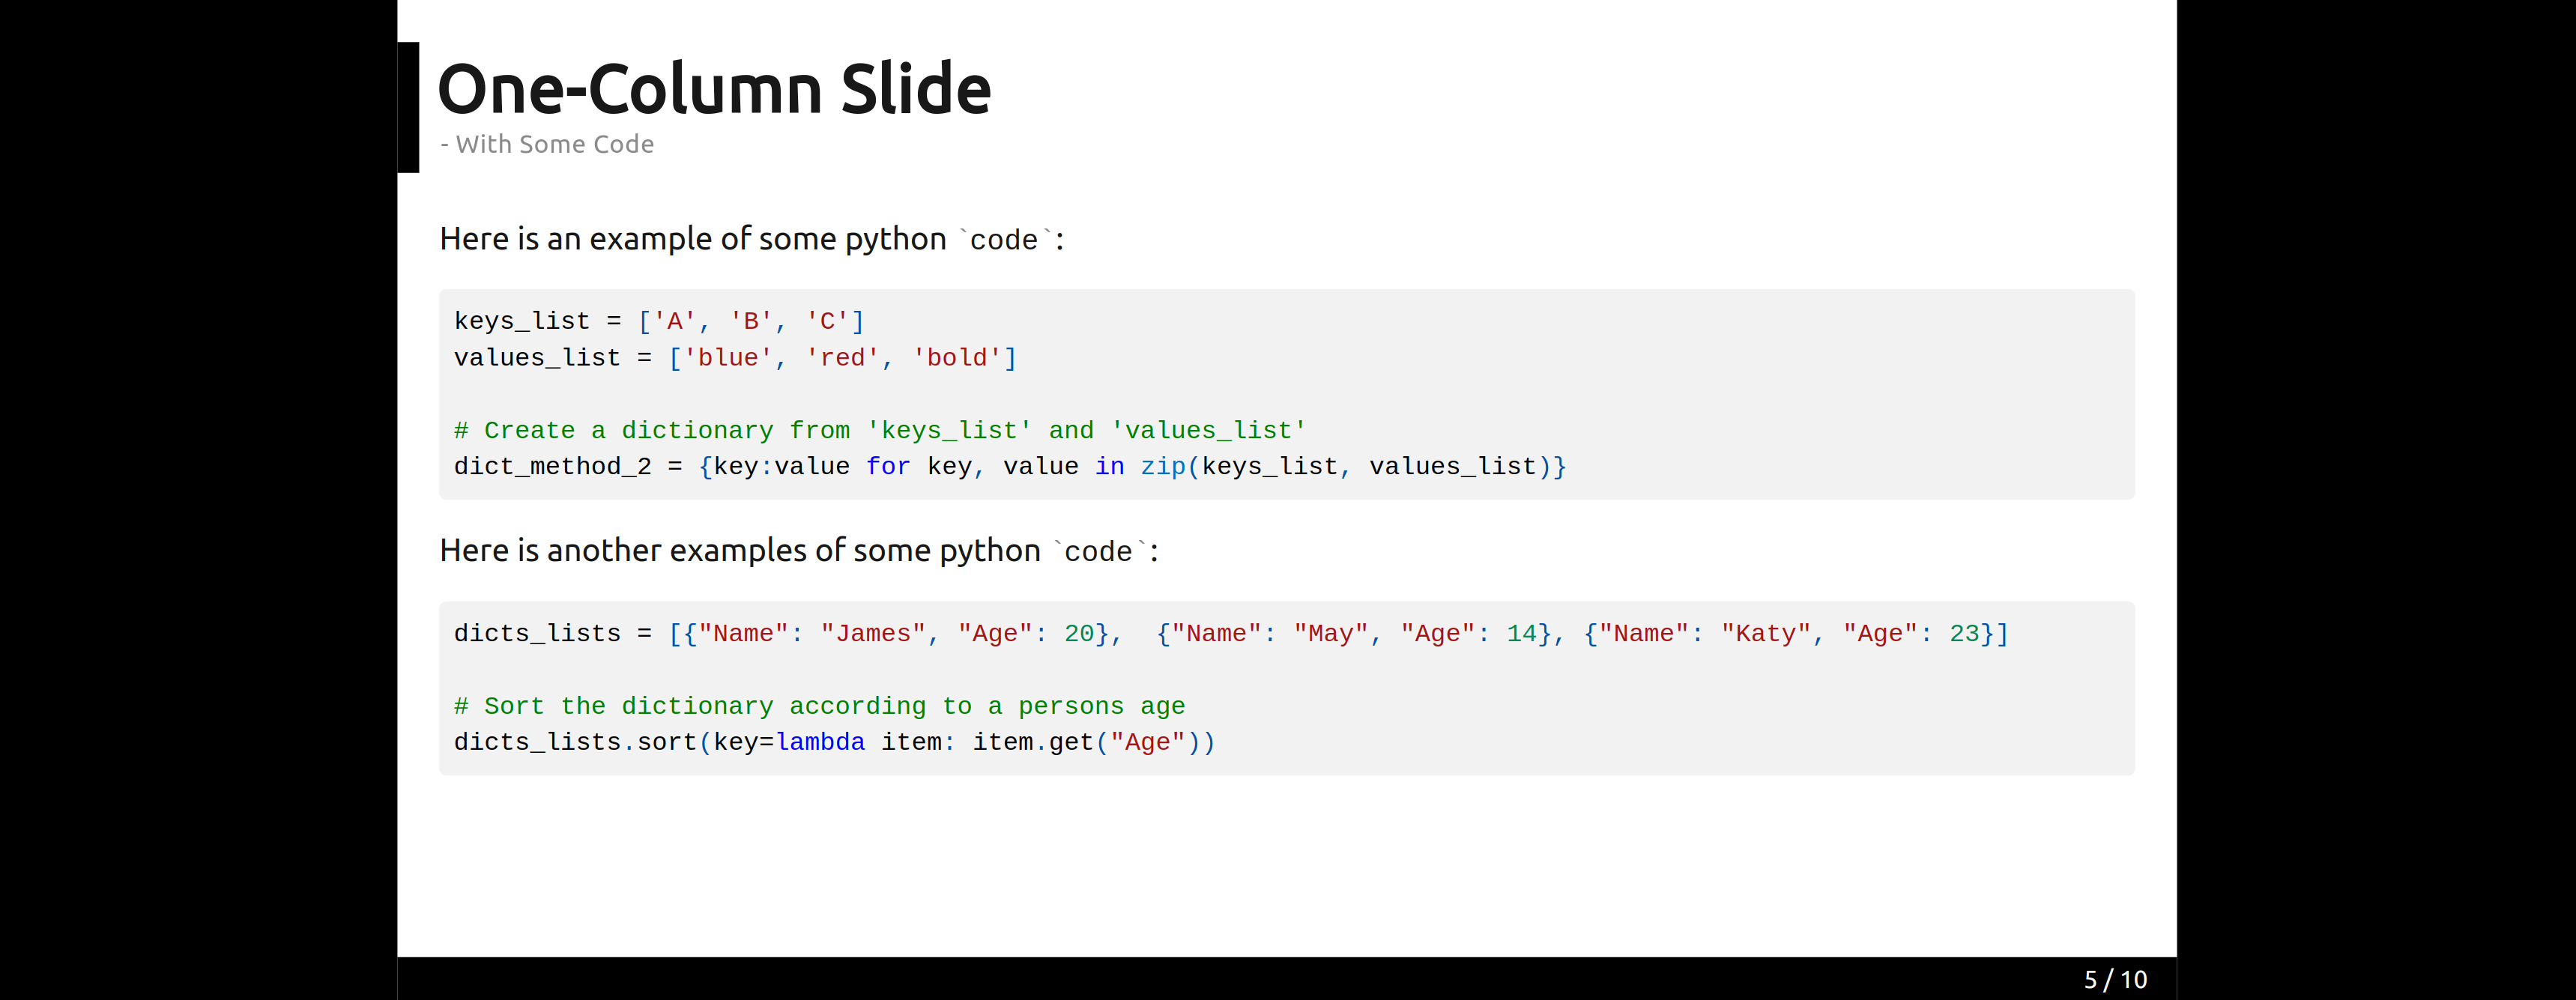 One-Column Slide
- With Some Code
Here is an example of some python `code`:
keys_list = ['A', 'B', 'C']
values_list = ['blue', 'red', 'bold']
# Create a dictionary from 'keys_list' and 'values_list'
dict_method_2 = {key:value for key, value in zip(keys_list, values_list)}
Here is another examples of some python `code`:
dicts_lists = [{"Name": "James", "Age": 20},  {"Name": "May", "Age": 14}, {"Name": "Katy", "Age": 23}]
# Sort the dictionary according to a persons age
dicts_lists.sort(key=lambda item: item.get("Age"))
5 / 10